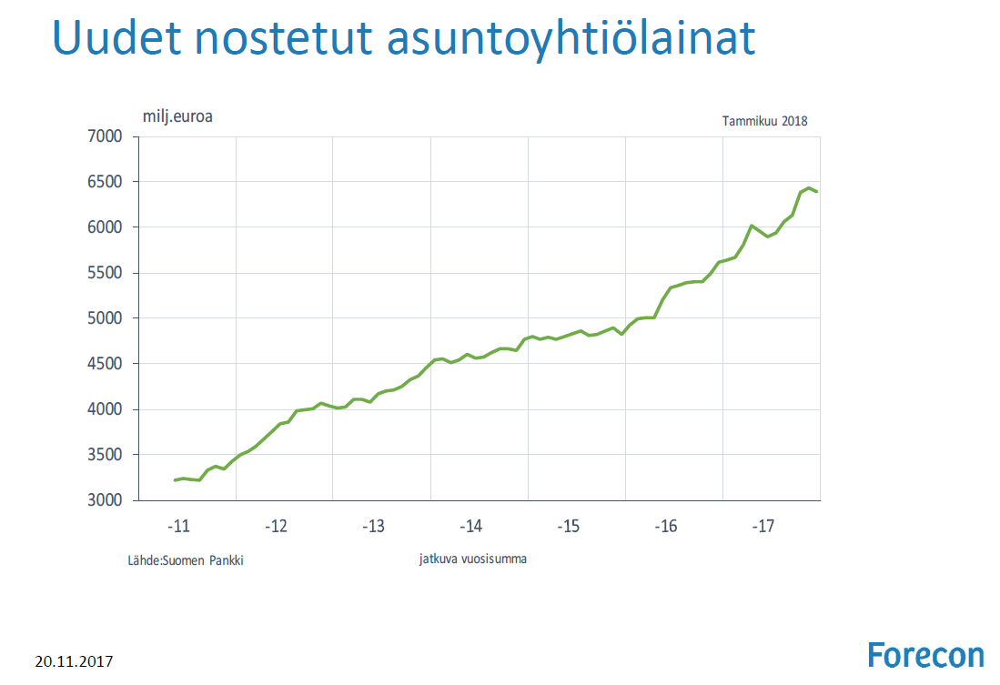 Uudet nostetut asuntoyhtiölainat
milj.euroa
Tammikuu 2018
7000
6500
6000
5500
5000
4500
4000
3500
3000
-11 -12 -13 -14 -15 -16 -17
Lähde:Suomen Pankki
jatkuva vuosisumma
20.11.2017
Forecon